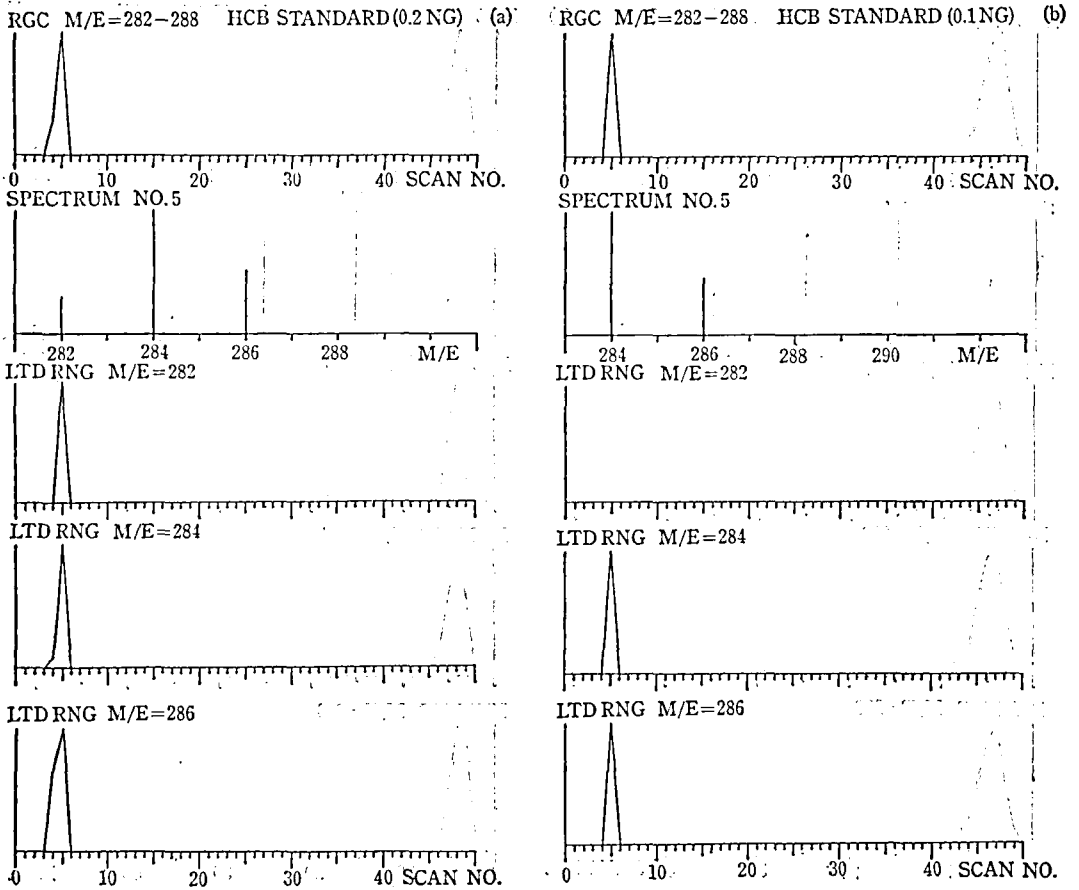 RGC M/E=282-288 HCB STANDARD (0.2 NG) (a)
0 10 20 30 40 SCAN NO.
SPECTRUM NO.5
282 284 286 288 M/E
LTD RNG M/E=282
LTD RNG M/E=284
LTD RNG M/E=286
0 10 20 30 40 SCAN NO.
RGC M/E=282-288 HCB STANDARD (0.1 NG) (b)
0 10 20 30 40 SCAN NO.
SPECTRUM NO.5
284 286 288 290 M/E
LTD RNG M/E=282
LTD RNG M/E=284
LTD RNG M/E=286
0 10 20 30 40 SCAN NO.